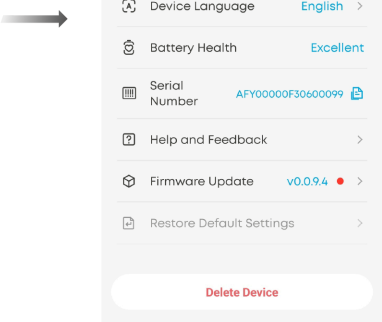 Device Language English
Battery Health Excellent
Serial
Number AFY00000F30600099
Help and Feedback
Firmware Update v0.0.9.4
Restore Default Settings
Delete Device